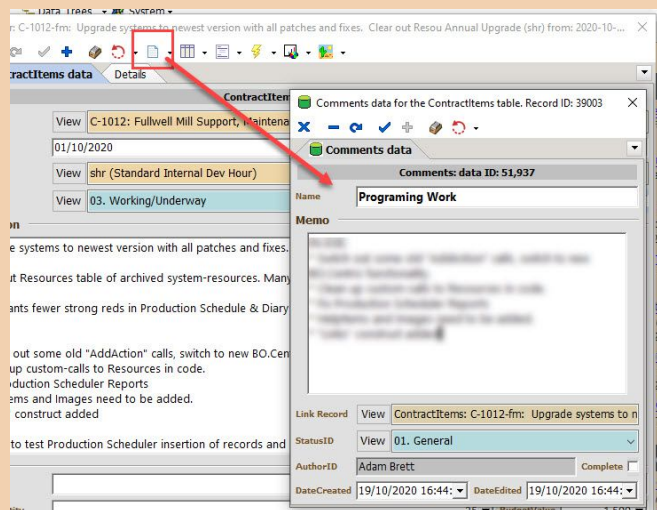 Data Trees System
r: C-1012-fm: Upgrade systems to newest version with all patches and fixes. Clear out Resou Annual Upgrade (shr) from: 2020-10-...
tractItems data Details
ContractItem
View C-1012: Fullwell Mill Support, Maintena
01/10/2020
View shr (Standard Internal Dev Hour)
View 03. Working/Underway
on
e systems to newest version with all patches and fixes.
ut Resources table of archived system-resources. Many
ants fewer strong reds in Production Schedule & Diary
out some old "AddAction" calls, switch to new BO.Cen
up custom-calls to Resources in code.
oduction Scheduler Reports
ems and Images need to be added.
construct added
to test Production Scheduler insertion of records and
Comments data for the ContractItems table. Record ID: 39003
Comments data
Comments: data ID: 51,937
Name Programing Work
Memo
Link Record View ContractItems: C-1012-fm: Upgrade systems to n
StatusID View 01. General
AuthorID Adam Brett Complete
DateCreated 19/10/2020 16:44: DateEdited 19/10/2020 16:44: